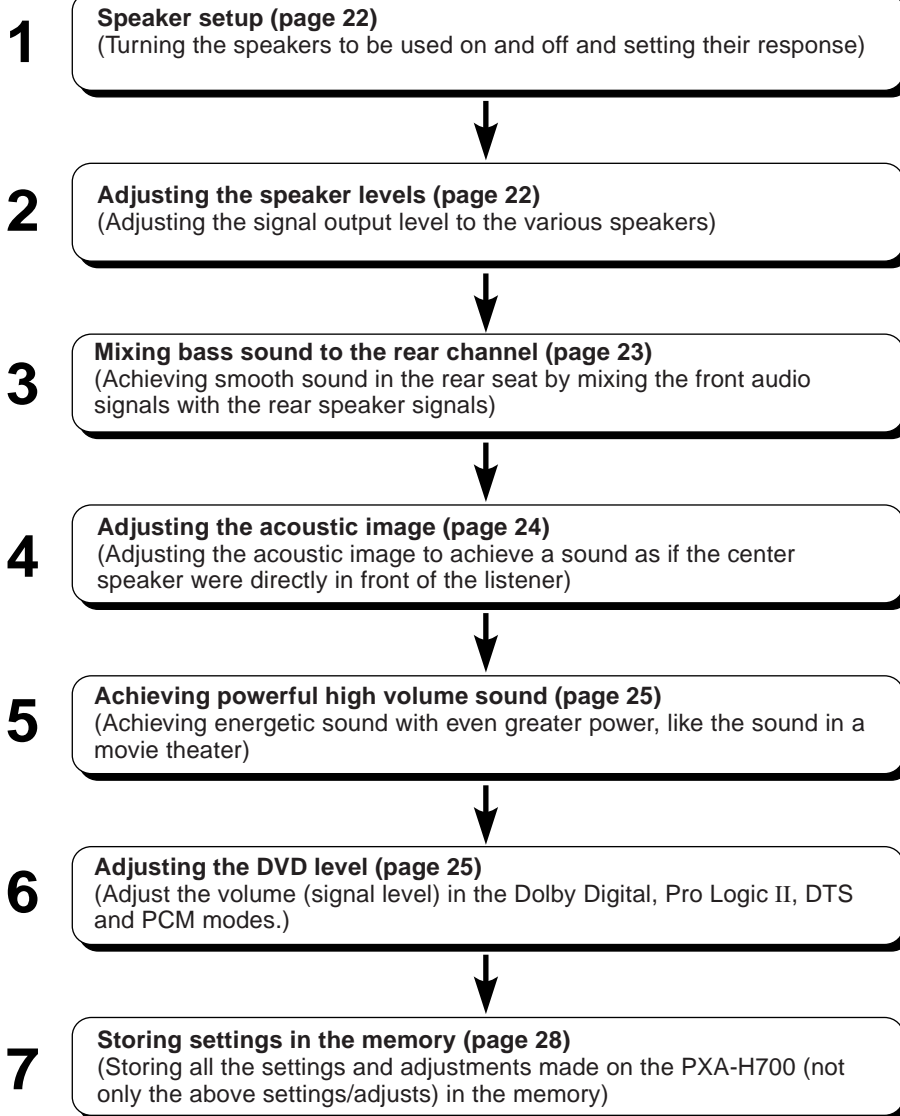 1
Speaker setup (page 22)
(Turning the speakers to be used on and off and setting their response)
2
Adjusting the speaker levels (page 22)
(Adjusting the signal output level to the various speakers)
3
Mixing bass sound to the rear channel (page 23)
(Achieving smooth sound in the rear seat by mixing the front audio
signals with the rear speaker signals)
4
Adjusting the acoustic image (page 24)
(Adjusting the acoustic image to achieve a sound as if the center
speaker were directly in front of the listener)
5
Achieving powerful high volume sound (page 25)
(Achieving energetic sound with even greater power, like the sound in a
movie theater)
6
Adjusting the DVD level (page 25)
(Adjust the volume (signal level) in the Dolby Digital, Pro Logic II, DTS
and PCM modes.)
7
Storing settings in the memory (page 28)
(Storing all the settings and adjustments made on the PXA-H700 (not
only the above settings/adjusts) in the memory)